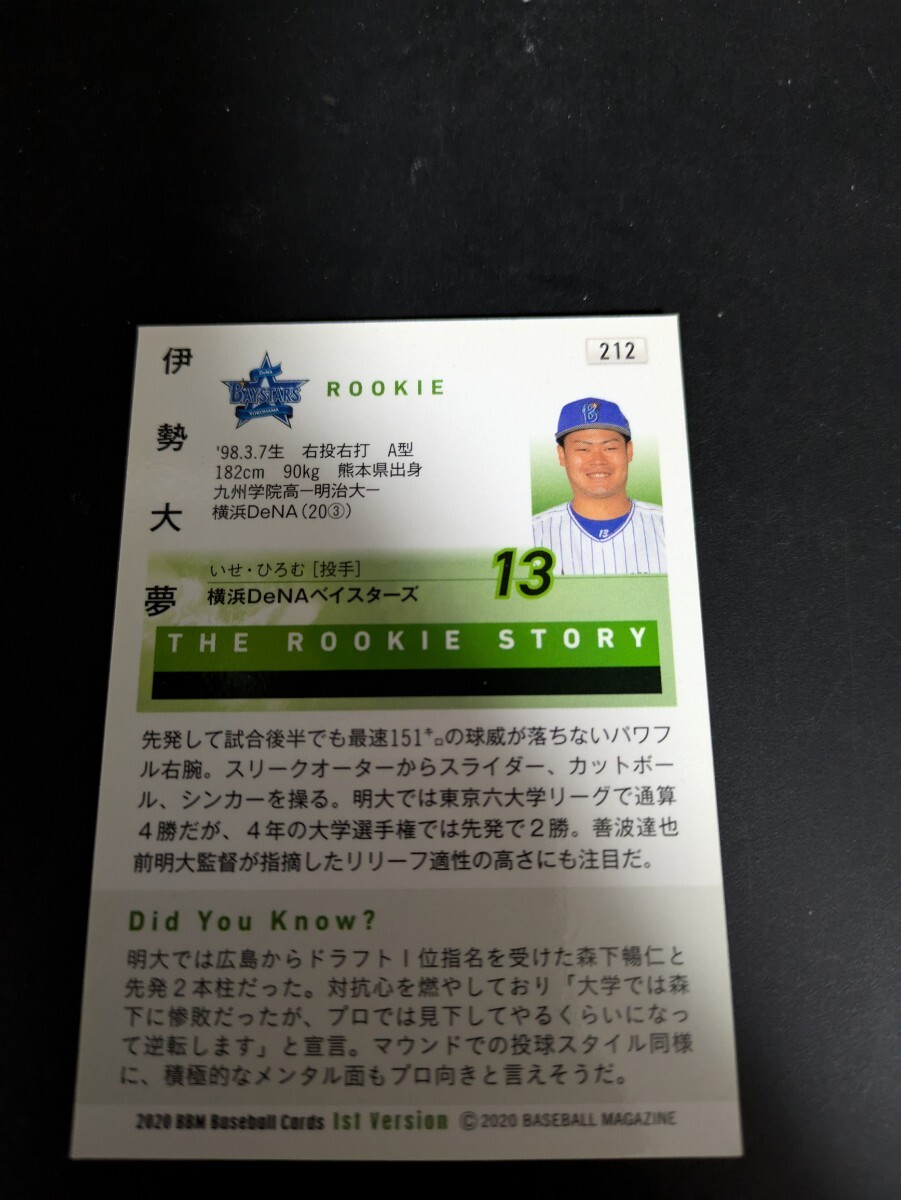 212
伊勢大夢
DeNA
BAYSTARS
YOKOHAMA
ROOKIE
'98.3.7生 右投右打 A型
182cm 90kg 熊本県出身
九州学院高ー明治大ー
横浜DeNA(20③)
B
13
いせ・ひろむ [投手]
横浜DeNAベイスターズ
13
THE ROOKIE STORY
先発して試合後半でも最速151㌔の球威が落ちないパワフ
ル右腕。スリークオーターからスライダー、カットボー
ル、シンカーを操る。明大では東京六大学リーグで通算
4勝だが、4年の大学選手権では先発で2勝。善波達也
前明大監督が指摘したリリーフ適性の高さにも注目だ。
Did You Know?
明大では広島からドラフト1位指名を受けた森下暢仁と
先発2本柱だった。対抗心を燃やしており「大学では森
下に惨敗だったが、プロでは見下してやるくらいになっ
て逆転します」と宣言。マウンドでの投球スタイル同様
に、積極的なメンタル面もプロ向きと言えそうだ。
2020 BBM Baseball Cards 1st Version ©2020 BASEBALL MAGAZINE